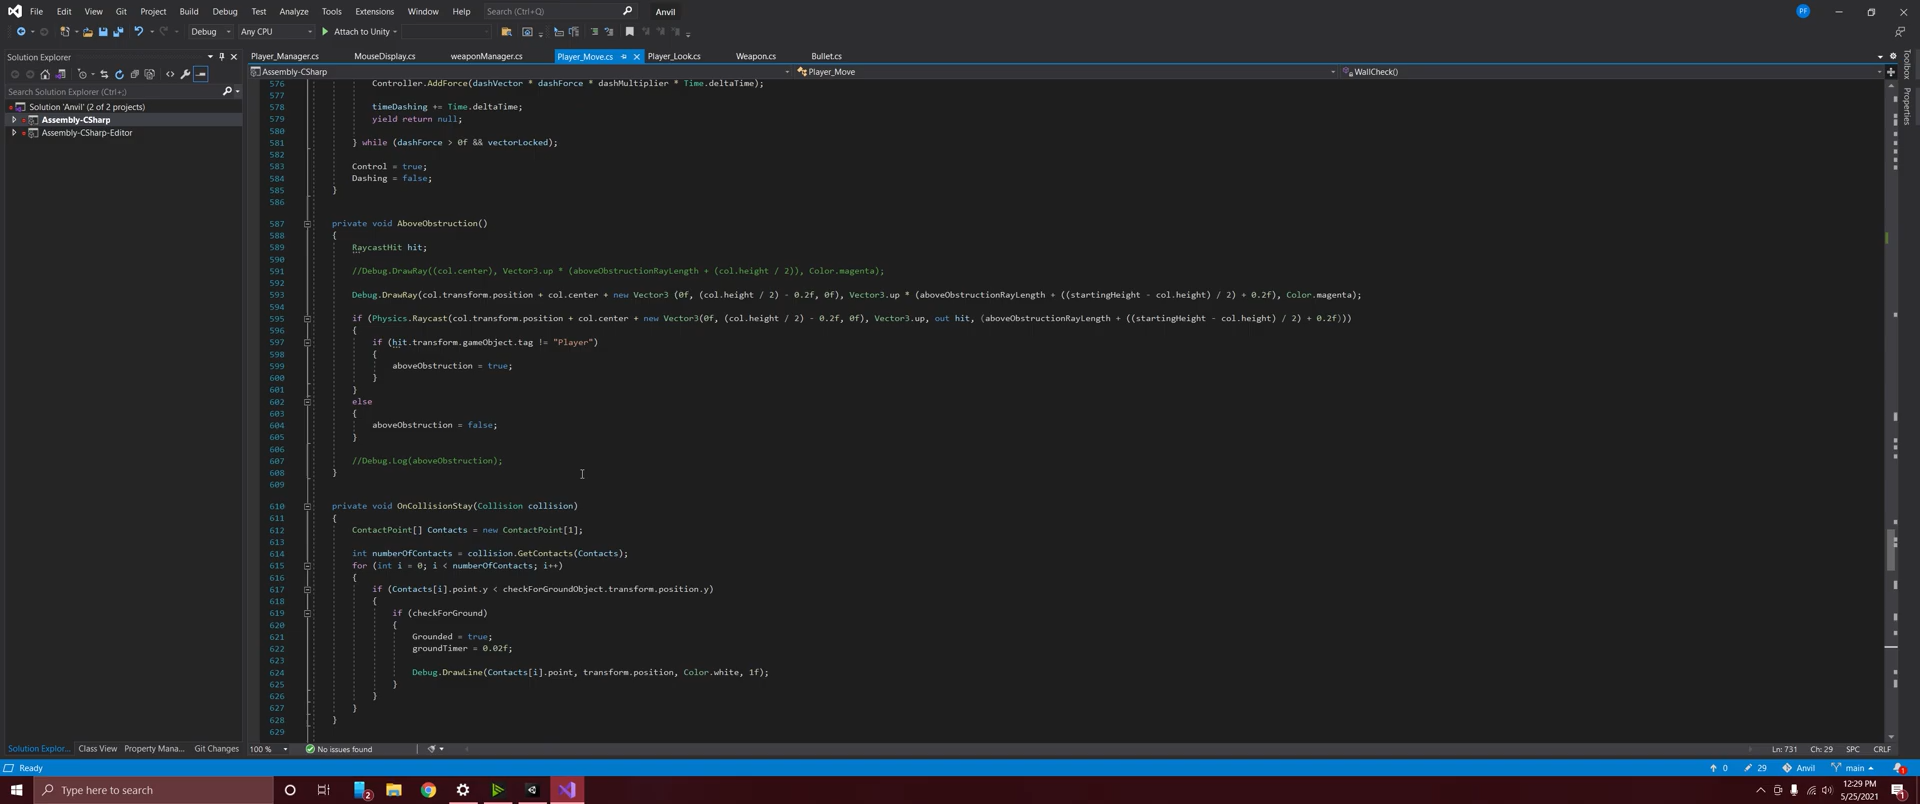 File Edit View Git Project Build Debug Test Analyze Tools Extensions Window Help Search (Ctrl+Q) Anvil PF
Debug Any CPU Attach to Unity
Solution Explorer
Player_Manager.cs MouseDisplay.cs weaponManager.cs Player_Move.cs Player_Look.cs Weapon.cs Bullet.cs
Assembly-CSharp Player_Move WallCheck()
Search Solution Explorer (Ctrl+;)
Solution 'Anvil' (2 of 2 projects)
Assembly-CSharp
Assembly-CSharp-Editor
Toolbox
Properties
576 Controller.AddForce(dashVector * dashForce * dashMultiplier * Time.deltaTime);
577
578 timeDashing += Time.deltaTime;
579 yield return null;
580
581 } while (dashForce > 0f && vectorLocked);
582
583 Control = true;
584 Dashing = false;
585 }
586
587 private void AboveObstruction()
588 {
589 RaycastHit hit;
590
591 //Debug.DrawRay((col.center), Vector3.up * (aboveObstructionRayLength + (col.height / 2)), Color.magenta);
592
593 Debug.DrawRay(col.transform.position + col.center + new Vector3 (0f, (col.height / 2) - 0.2f, 0f), Vector3.up * (aboveObstructionRayLength + ((startingHeight - col.height) / 2) + 0.2f), Color.magenta);
594
595 if (Physics.Raycast(col.transform.position + col.center + new Vector3(0f, (col.height / 2) - 0.2f, 0f), Vector3.up, out hit, (aboveObstructionRayLength + ((startingHeight - col.height) / 2) + 0.2f)))
596 {
597 if (hit.transform.gameObject.tag != "Player")
598 {
599 aboveObstruction = true;
600 }
601 }
602 else
603 {
604 aboveObstruction = false;
605 }
606
607 //Debug.Log(aboveObstruction);
608 }
609
610 private void OnCollisionStay(Collision collision)
611 {
612 ContactPoint[] Contacts = new ContactPoint[1];
613
614 int numberOfContacts = collision.GetContacts(Contacts);
615 for (int i = 0; i < numberOfContacts; i++)
616 {
617 if (Contacts[i].point.y < checkForGroundObject.transform.position.y)
618 {
619 if (checkForGround)
620 {
621 Grounded = true;
622 groundTimer = 0.02f;
623
624 Debug.DrawLine(Contacts[i].point, transform.position, Color.white, 1f);
625 }
626 }
627 }
628 }
629
Solution Explor... Class View Property Mana... Git Changes 100 % No issues found Ln: 731 Ch: 29 SPC CRLF
Ready 0 29 Anvil main 1
Type here to search 2 12:29 PM
5/25/2021 1